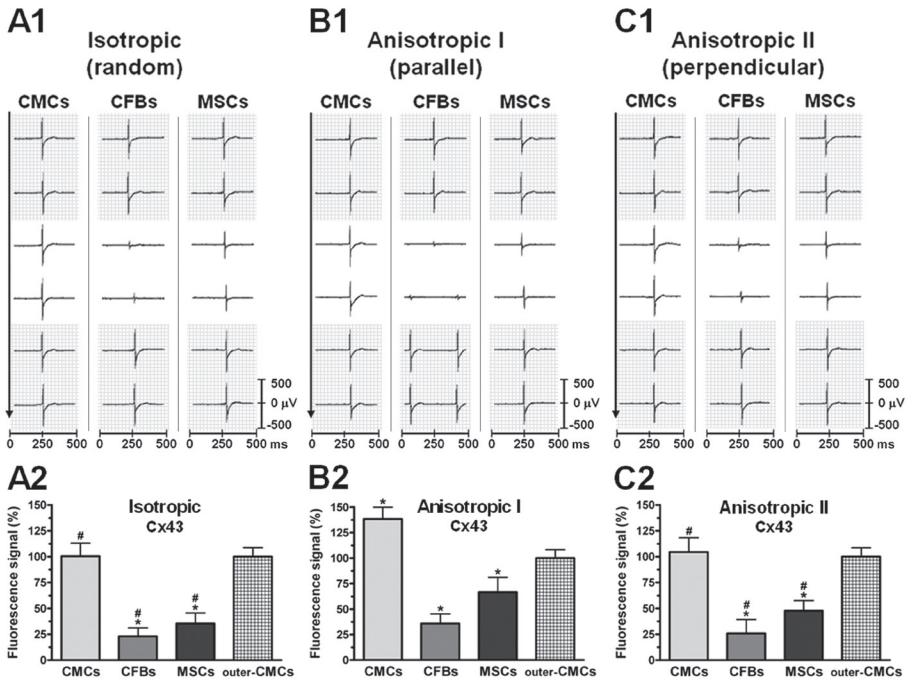 A1
Isotropic
(random)
CMCs CFBs MSCs
500
0 µV
-500
0 250 500 0 250 500 0 250 500 ms
B1
Anisotropic I
(parallel)
CMCs CFBs MSCs
500
0 µV
-500
0 250 500 0 250 500 0 250 500 ms
C1
Anisotropic II
(perpendicular)
CMCs CFBs MSCs
500
0 µV
-500
0 250 500 0 250 500 0 250 500 ms
A2
Isotropic
Cx43
Fluorescence signal (%)
150
125
100
75
50
25
0
#
#
*
#
*
CMCs CFBs MSCs outer-CMCs
B2
Anisotropic I
Cx43
Fluorescence signal (%)
150
125
100
75
50
25
0
*
*
*
CMCs CFBs MSCs outer-CMCs
C2
Anisotropic II
Cx43
Fluorescence signal (%)
150
125
100
75
50
25
0
#
#
*
#
*
CMCs CFBs MSCs outer-CMCs